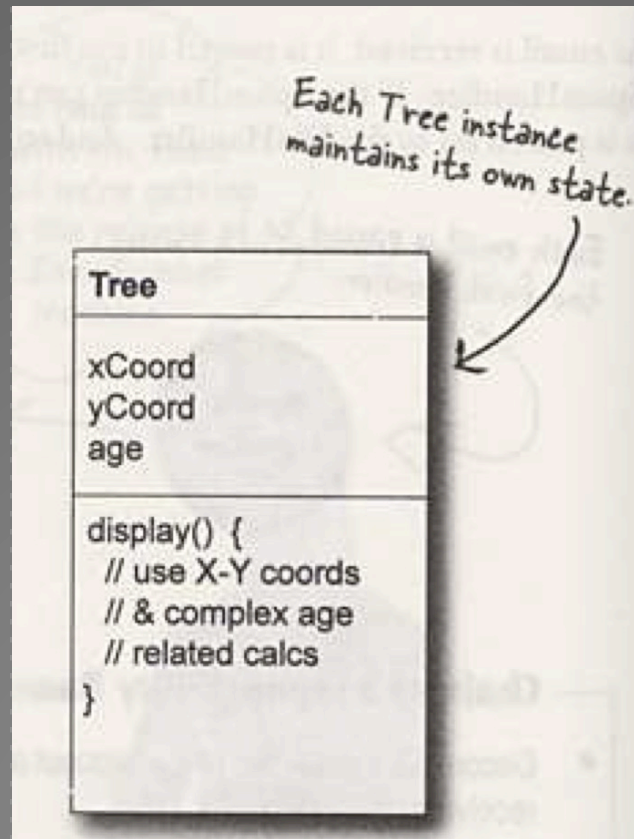 Each Tree instance
maintains its own state.
Tree
xCoord
yCoord
age
display() {
// use X-Y coords
// & complex age
// related calcs
}